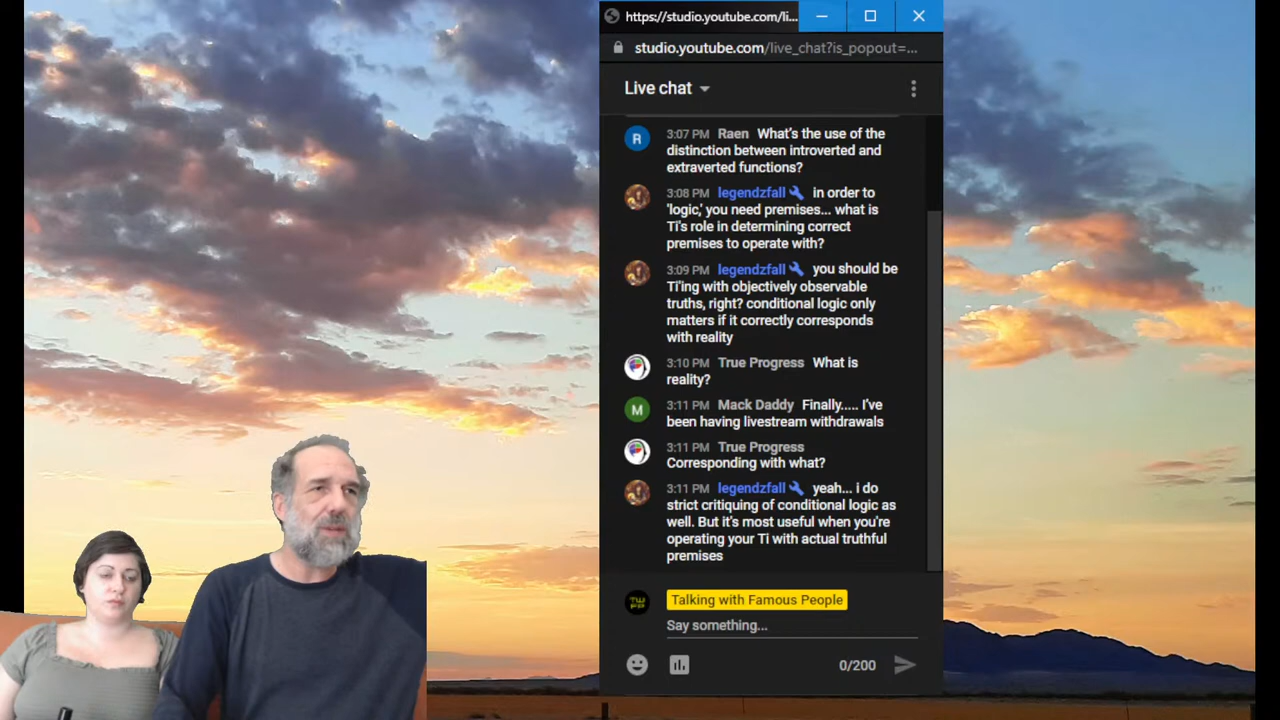 https://studio.youtube.com/li...
studio.youtube.com/live_chat?is_popout=...
Live chat
R
3:07 PM Raen What's the use of the
distinction between introverted and
extraverted functions?
3:08 PM legendzfall in order to
'logic,' you need premises... what is
Ti's role in determining correct
premises to operate with?
3:09 PM legendzfall you should be
Ti'ing with objectively observable
truths, right? conditional logic only
matters if it correctly corresponds
with reality
3:10 PM True Progress What is
reality?
M
3:11 PM Mack Daddy Finally..... I've
been having livestream withdrawals
3:11 PM True Progress
Corresponding with what?
3:11 PM legendzfall yeah... i do
strict critiquing of conditional logic as
well. But it's most useful when you're
operating your Ti with actual truthful
premises
TW
FP
Talking with Famous People
Say something...
0/200